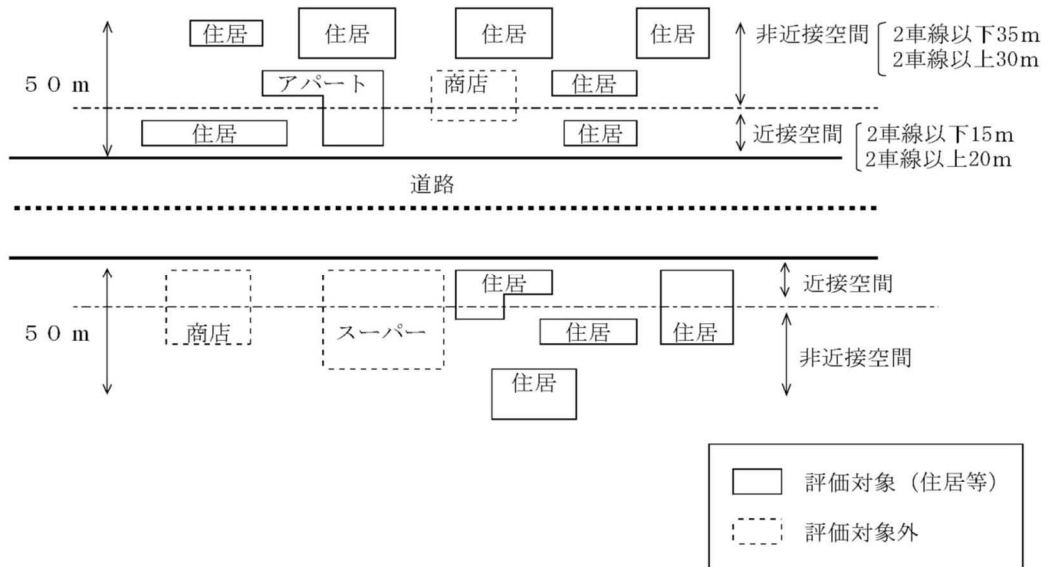 住居 住居 住居 住居
非近接空間 2車線以下35m
2車線以上30m
５０ｍ
アパート 商店 住居
住居 住居
近接空間 2車線以下15m
2車線以上20m
道路
住居
近接空間
５０ｍ
商店 スーパー 住居 住居
非近接空間
住居
評価対象（住居等）
評価対象外